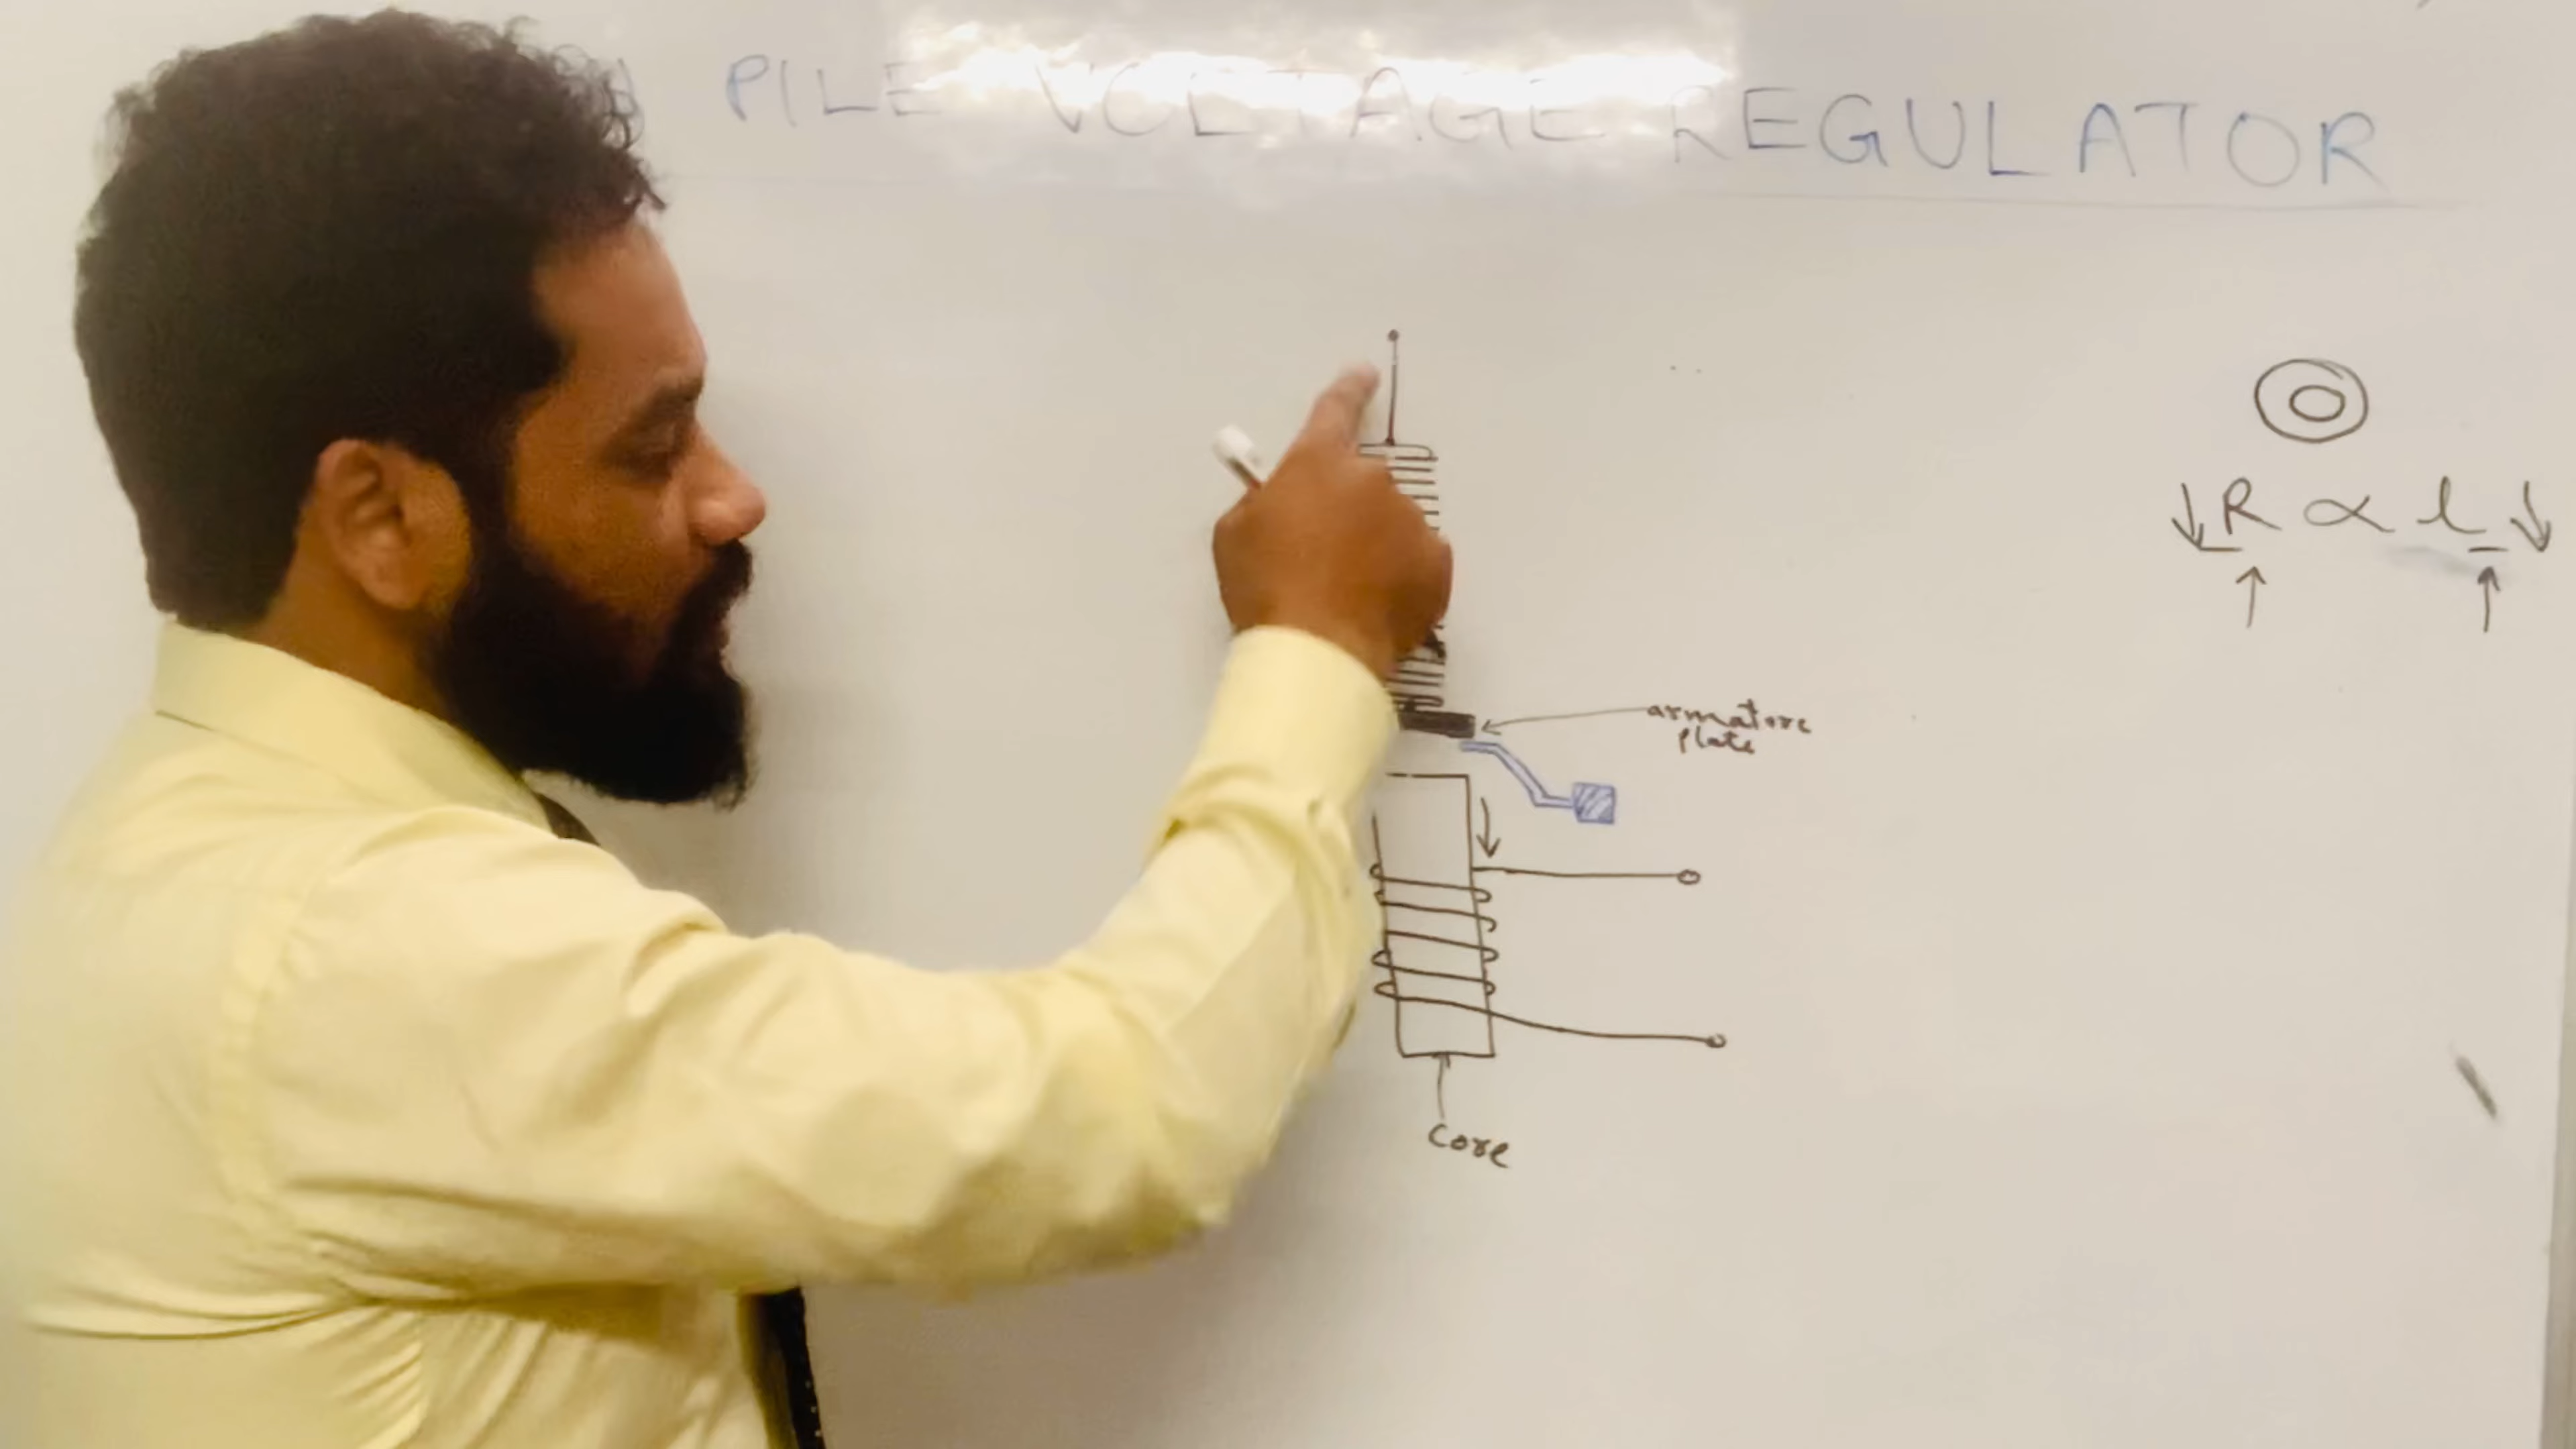 PILE VOLTAGE REGULATOR
↓R ∝ l↓
↑ ↑
armature
plate
core